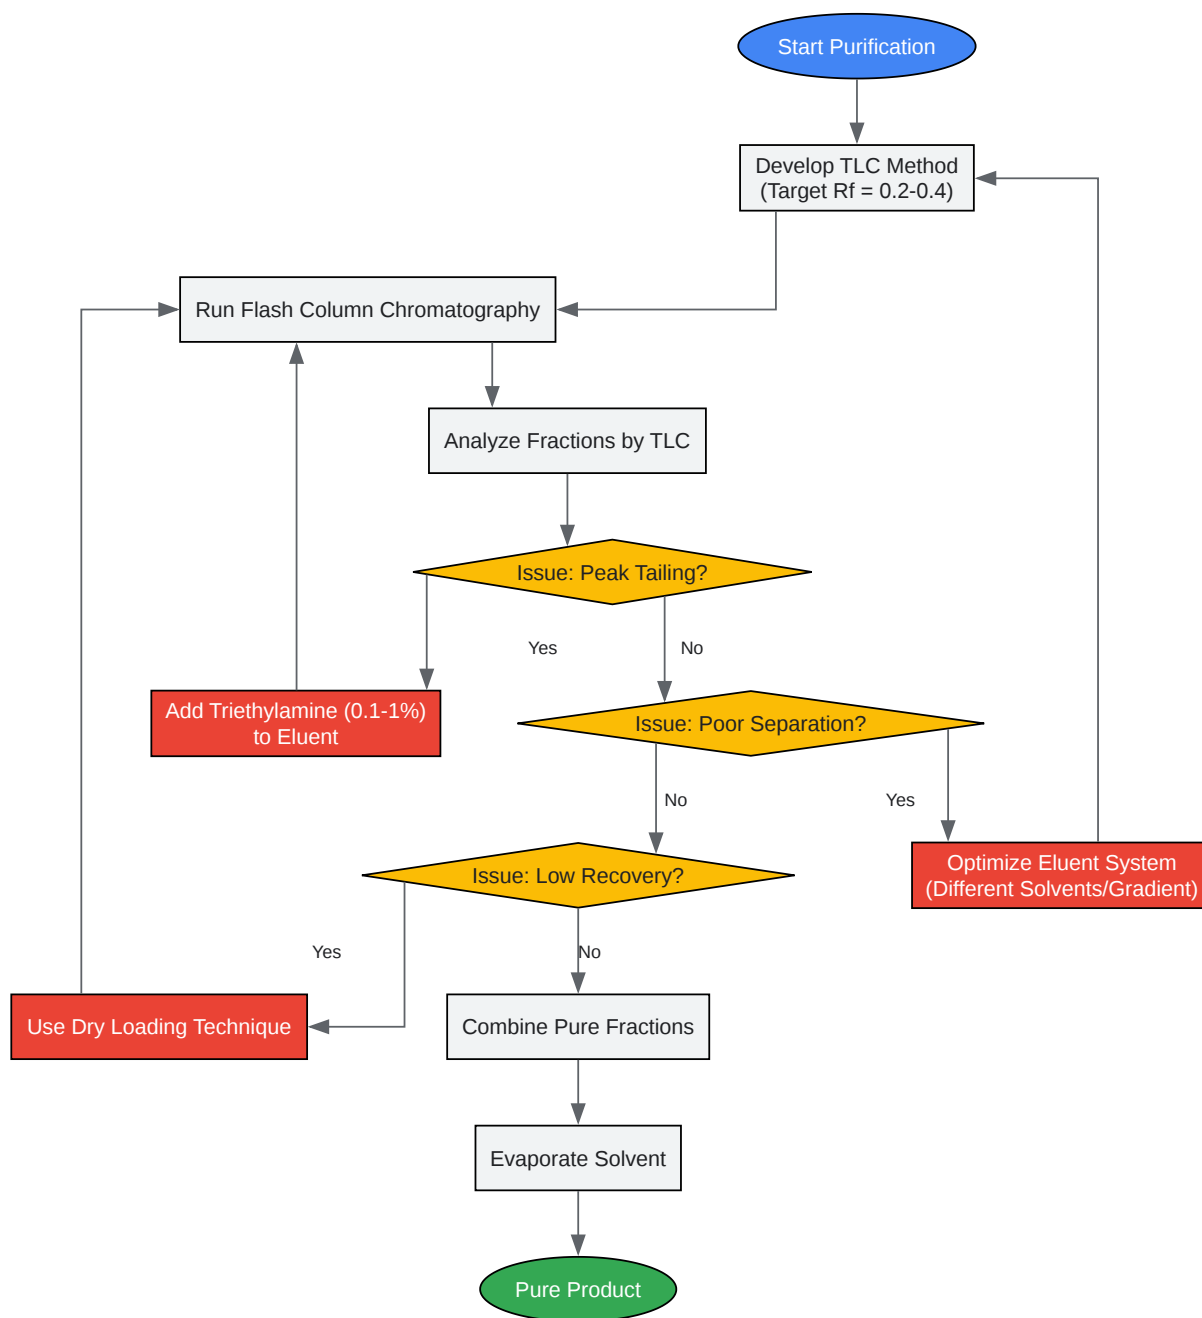 Start Purification
Develop TLC Method
(Target Rf = 0.2-0.4)
Run Flash Column Chromatography
Analyze Fractions by TLC
Issue: Peak Tailing?
Yes
No
Add Triethylamine (0.1-1%)
to Eluent
Issue: Poor Separation?
No
Yes
Optimize Eluent System
(Different Solvents/Gradient)
Issue: Low Recovery?
Yes
No
Use Dry Loading Technique
Combine Pure Fractions
Evaporate Solvent
Pure Product